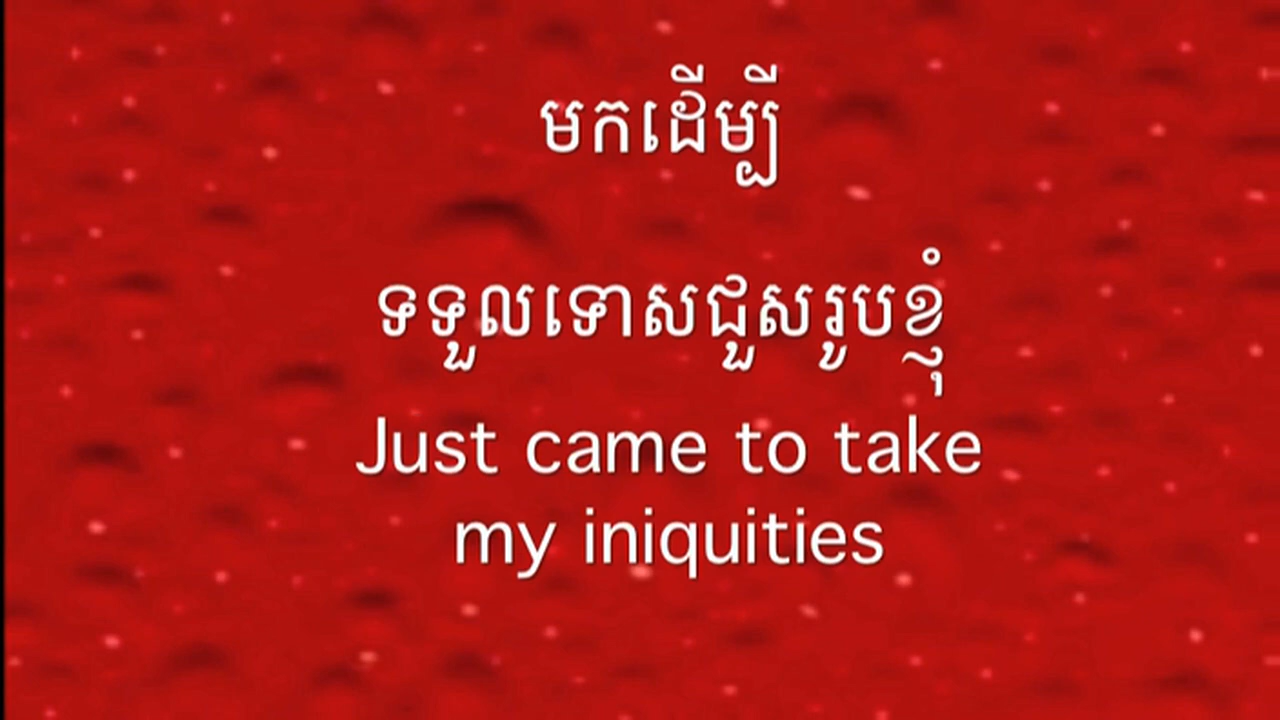 មកដើម្បី
ទទួលទោសជួសរូបខ្ញុំ
Just came to take
my iniquities